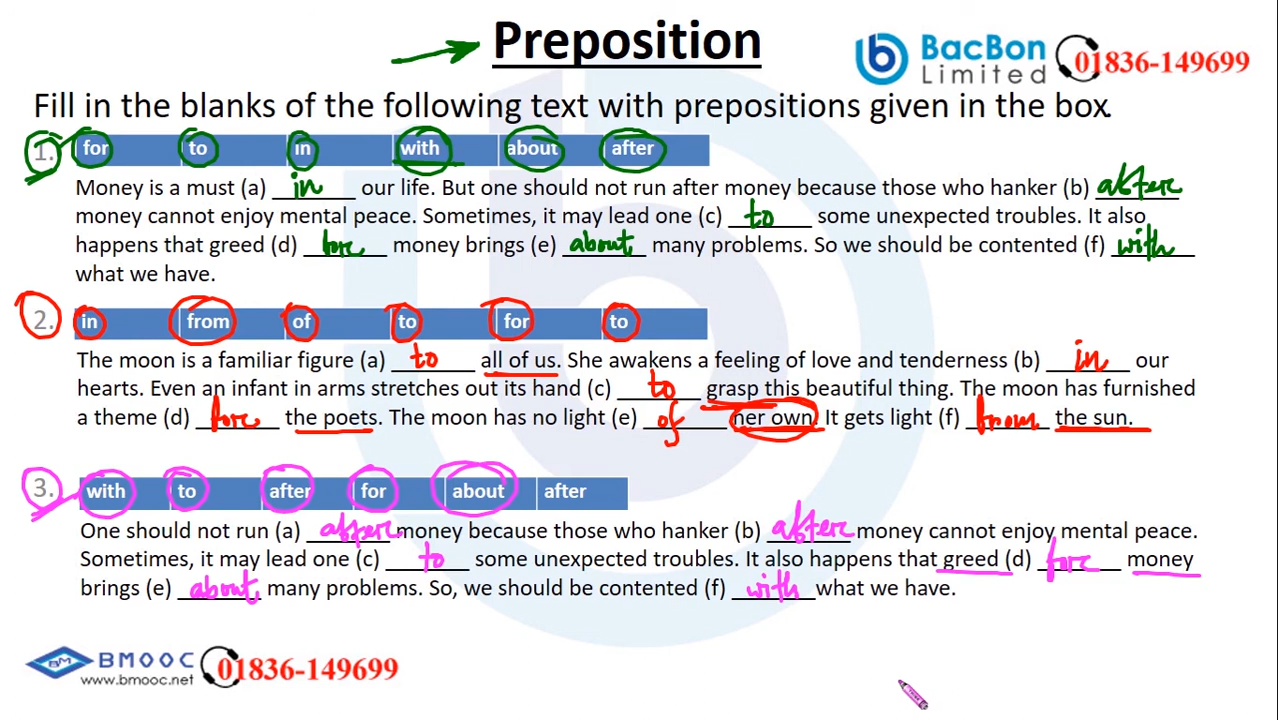 Preposition
BacBon Limited 01836-149699
Fill in the blanks of the following text with prepositions given in the box.
1. for to in with about after
Money is a must (a) in our life. But one should not run after money because those who hanker (b) after
money cannot enjoy mental peace. Sometimes, it may lead one (c) to some unexpected troubles. It also
happens that greed (d) for money brings (e) about many problems. So we should be contented (f) with
what we have.
2. in from of to for to
The moon is a familiar figure (a) to all of us. She awakens a feeling of love and tenderness (b) in our
hearts. Even an infant in arms stretches out its hand (c) to grasp this beautiful thing. The moon has furnished
a theme (d) for the poets. The moon has no light (e) of her own. It gets light (f) from the sun.
3. with to after for about after
One should not run (a) after money because those who hanker (b) after money cannot enjoy mental peace.
Sometimes, it may lead one (c) to some unexpected troubles. It also happens that greed (d) for money
brings (e) about many problems. So, we should be contented (f) with what we have.
BM BMOOC 01836-149699
www.bmooc.net